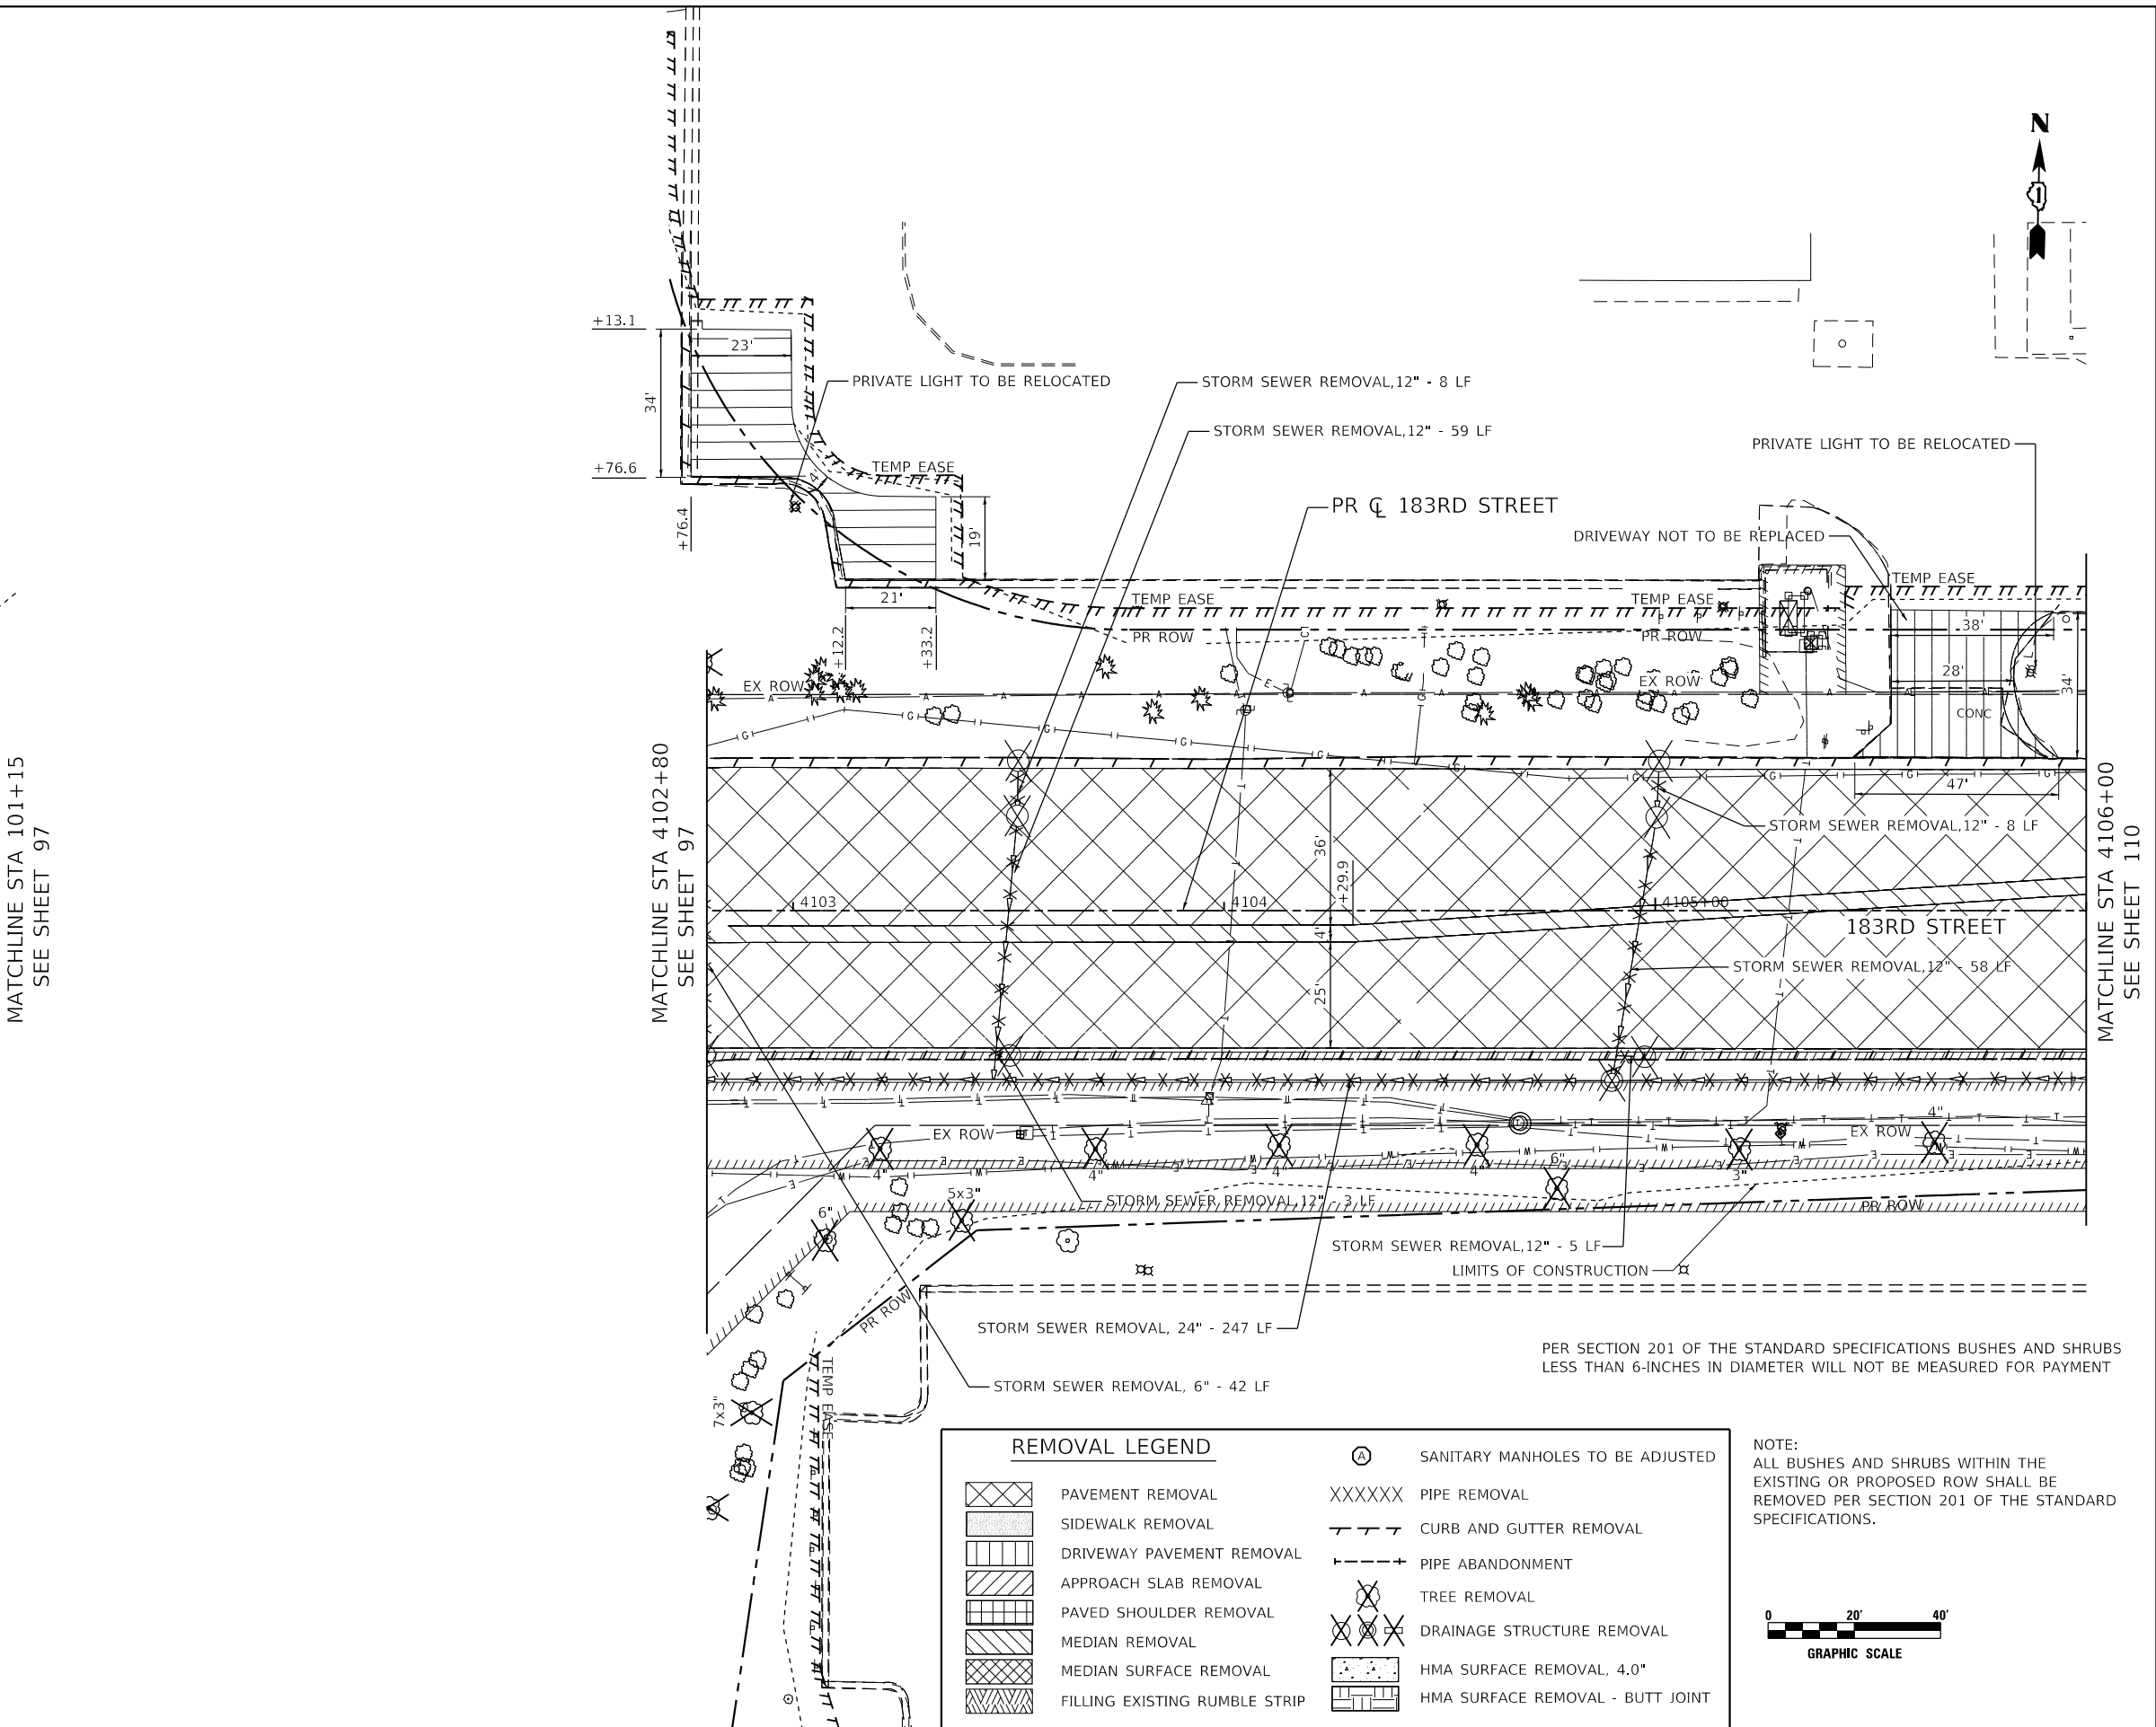 N
1
+13.1
23'
34'
+76.6
+76.4
PRIVATE LIGHT TO BE RELOCATED
STORM SEWER REMOVAL,12" - 8 LF
STORM SEWER REMOVAL,12" - 59 LF
PRIVATE LIGHT TO BE RELOCATED
TEMP EASE
4'
19'
21'
+12.2
+33.2
PR ℄ 183RD STREET
DRIVEWAY NOT TO BE REPLACED
TEMP EASE
TEMP EASE
TEMP EASE
PR ROW
PR ROW
38'
28'
34'
CONC
47'
EX ROW
EX ROW
MATCHLINE STA 101+15
SEE SHEET 97
MATCHLINE STA 4102+80
SEE SHEET 97
MATCHLINE STA 4106+00
SEE SHEET 110
STORM SEWER REMOVAL,12" - 8 LF
36'
+29.9
4103
4104
4105+00
4'
183RD STREET
STORM SEWER REMOVAL,12" - 58 LF
25'
EX ROW
EX ROW
4"
4"
4"
4"
4"
6"
3"
5x3"
6"
STORM SEWER REMOVAL,12" - 3 LF
PR ROW
STORM SEWER REMOVAL,12" - 5 LF
LIMITS OF CONSTRUCTION
PR ROW
STORM SEWER REMOVAL, 24" - 247 LF
STORM SEWER REMOVAL, 6" - 42 LF
TEMP EASE
7x3"
PER SECTION 201 OF THE STANDARD SPECIFICATIONS BUSHES AND SHRUBS
LESS THAN 6-INCHES IN DIAMETER WILL NOT BE MEASURED FOR PAYMENT
REMOVAL LEGEND
PAVEMENT REMOVAL
SIDEWALK REMOVAL
DRIVEWAY PAVEMENT REMOVAL
APPROACH SLAB REMOVAL
PAVED SHOULDER REMOVAL
MEDIAN REMOVAL
MEDIAN SURFACE REMOVAL
FILLING EXISTING RUMBLE STRIP
A SANITARY MANHOLES TO BE ADJUSTED
XXXXXX PIPE REMOVAL
CURB AND GUTTER REMOVAL
PIPE ABANDONMENT
TREE REMOVAL
DRAINAGE STRUCTURE REMOVAL
HMA SURFACE REMOVAL, 4.0"
HMA SURFACE REMOVAL - BUTT JOINT
NOTE:
ALL BUSHES AND SHRUBS WITHIN THE
EXISTING OR PROPOSED ROW SHALL BE
REMOVED PER SECTION 201 OF THE STANDARD
SPECIFICATIONS.
0 20' 40'
GRAPHIC SCALE